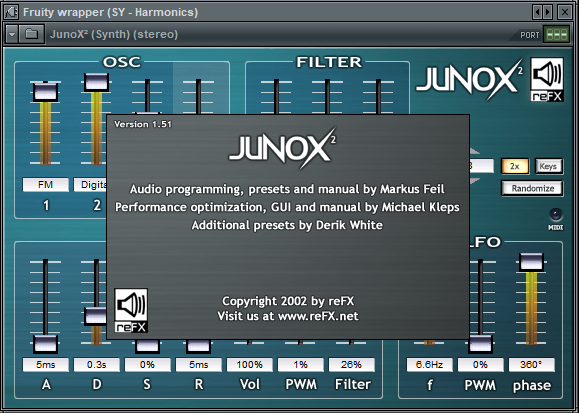 Fruity wrapper (SY - Harmonics)
JunoX² (Synth) (stereo)
PORT
OSC
FILTER
JUNOX²
reFX
FM
1
2
2x
Keys
Randomize
MIDI
Version 1.51
JUNOX²
Audio programming, presets and manual by Markus Feil
Performance optimization, GUI and manual by Michael Kleps
Additional presets by Derik White
reFX
Copyright 2002 by reFX
Visit us at www.reFX.net
LFO
5ms 0.3s 0% 5ms 100% 1% 26% 6.6Hz 0% 360°
A D S R Vol PWM Filter f PWM phase